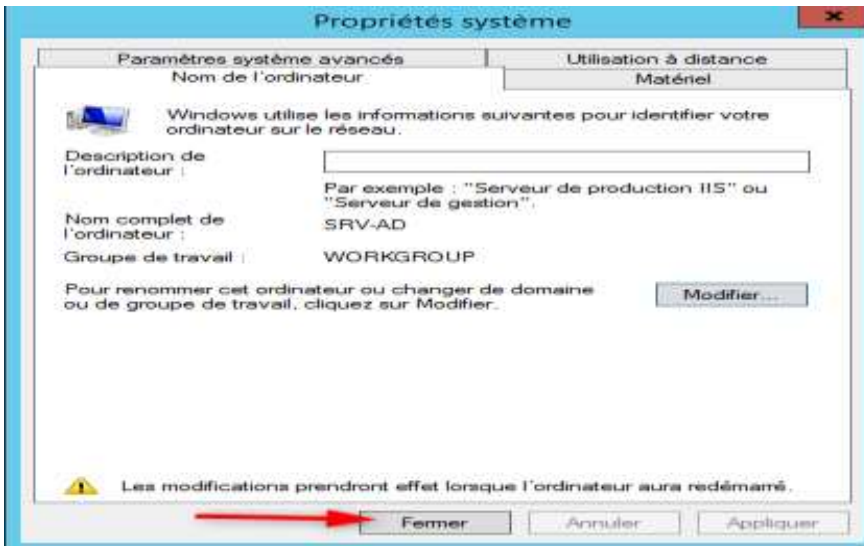 Propriétés système
Paramètres système avancés
Utilisation à distance
Nom de l'ordinateur
Matériel
Windows utilise les informations suivantes pour identifier votre
ordinateur sur le réseau.
Description de
l'ordinateur :
Par exemple : "Serveur de production IIS" ou
"Serveur de gestion".
Nom complet de
l'ordinateur :
SRV-AD
Groupe de travail :
WORKGROUP
Pour renommer cet ordinateur ou changer de domaine
ou de groupe de travail, cliquez sur Modifier.
Modifier...
Les modifications prendront effet lorsque l'ordinateur aura redémarré.
Fermer
Annuler
Appliquer